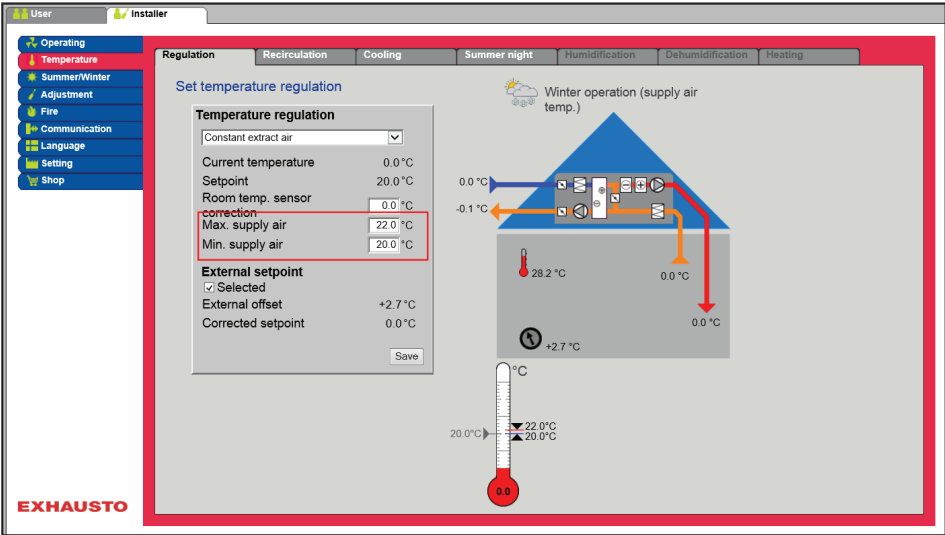 User
Installer
Operating
Temperature
Summer/Winter
Adjustment
Fire
Communication
Language
Setting
Shop
EXHAUSTO
Regulation
Recirculation
Cooling
Summer night
Humidification
Dehumidification
Heating
Set temperature regulation
Temperature regulation
Constant extract air
Current temperature 0.0°C
Setpoint 20.0°C
Room temp. sensor
correction 0.0 °C
Max. supply air 22.0 °C
Min. supply air 20.0 °C
External setpoint
Selected
External offset +2.7°C
Corrected setpoint 0.0°C
Save
Winter operation (supply air
temp.)
0.0 °C
-0.1 °C
28.2 °C
0.0 °C
0.0 °C
+2.7 °C
°C
22.0°C
20.0°C
20.0°C
0.0